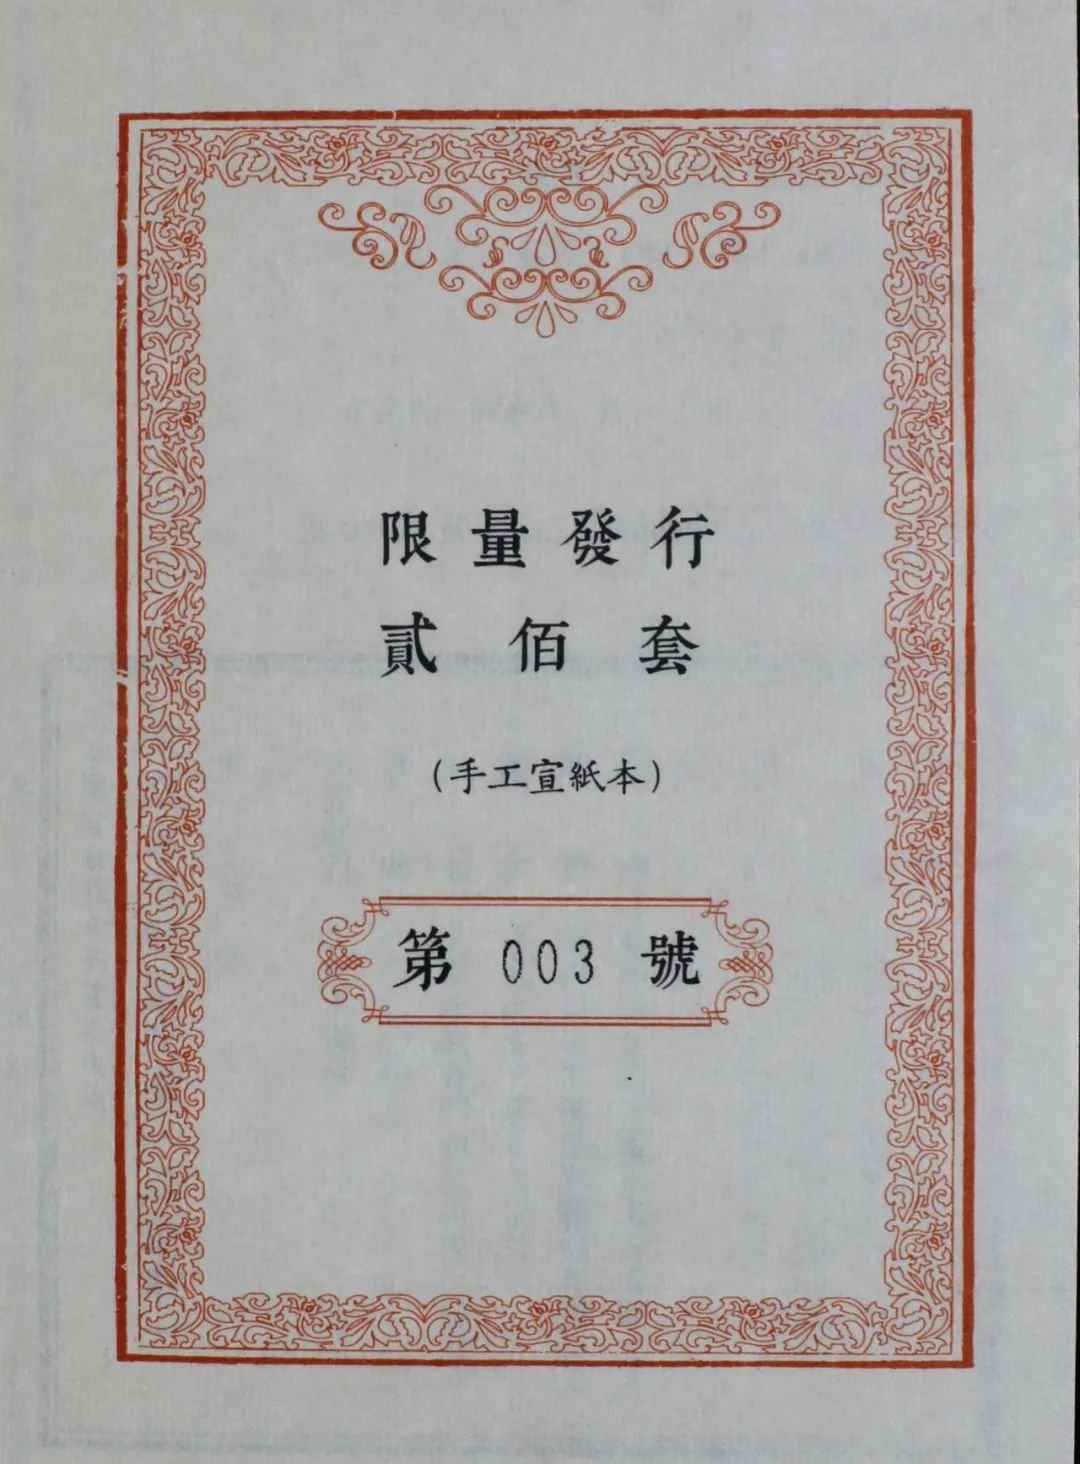 限量發行
貳佰套
(手工宣紙本)
第 003 號